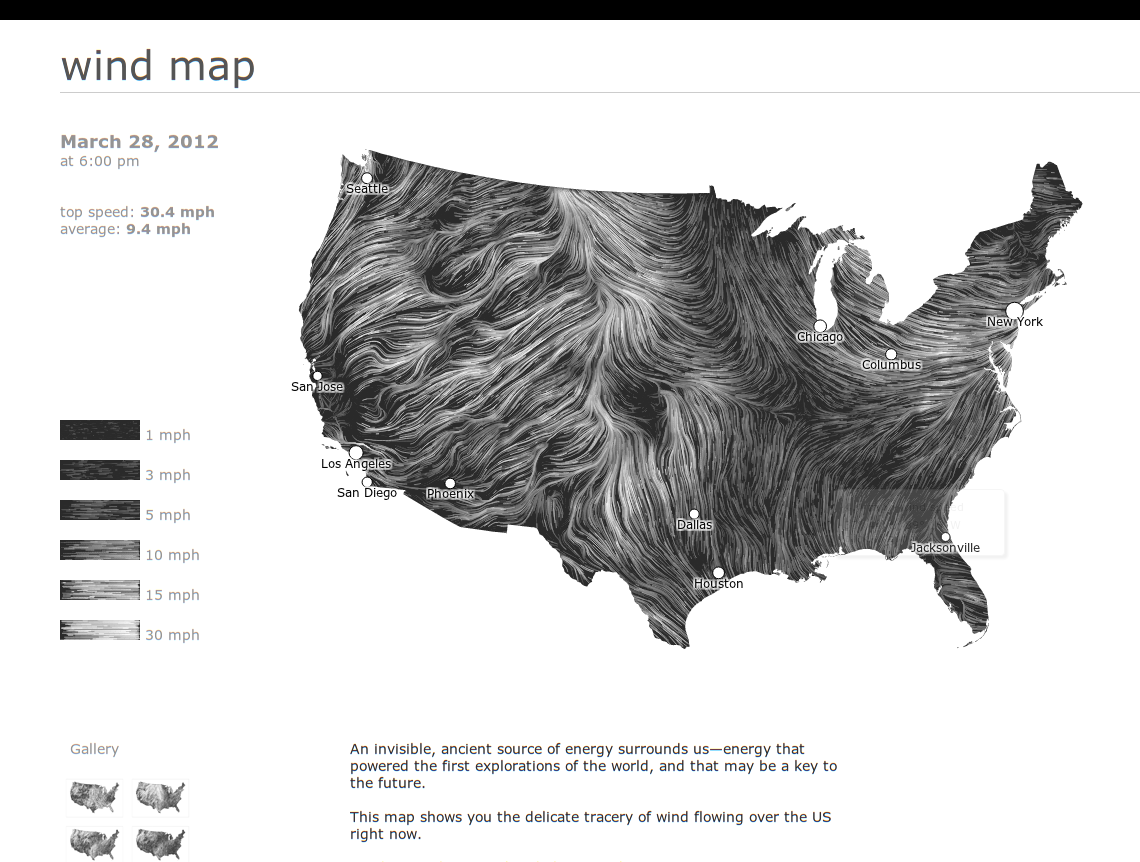 wind map
March 28, 2012
at 6:00 pm
top speed: 30.4 mph
average: 9.4 mph
Seattle
New York
Chicago
Columbus
San Jose
Los Angeles
San Diego
Phoenix
Dallas
Jacksonville
Houston
1 mph
3 mph
5 mph
10 mph
15 mph
30 mph
Gallery
An invisible, ancient source of energy surrounds us—energy that
powered the first explorations of the world, and that may be a key to
the future.
This map shows you the delicate tracery of wind flowing over the US
right now.